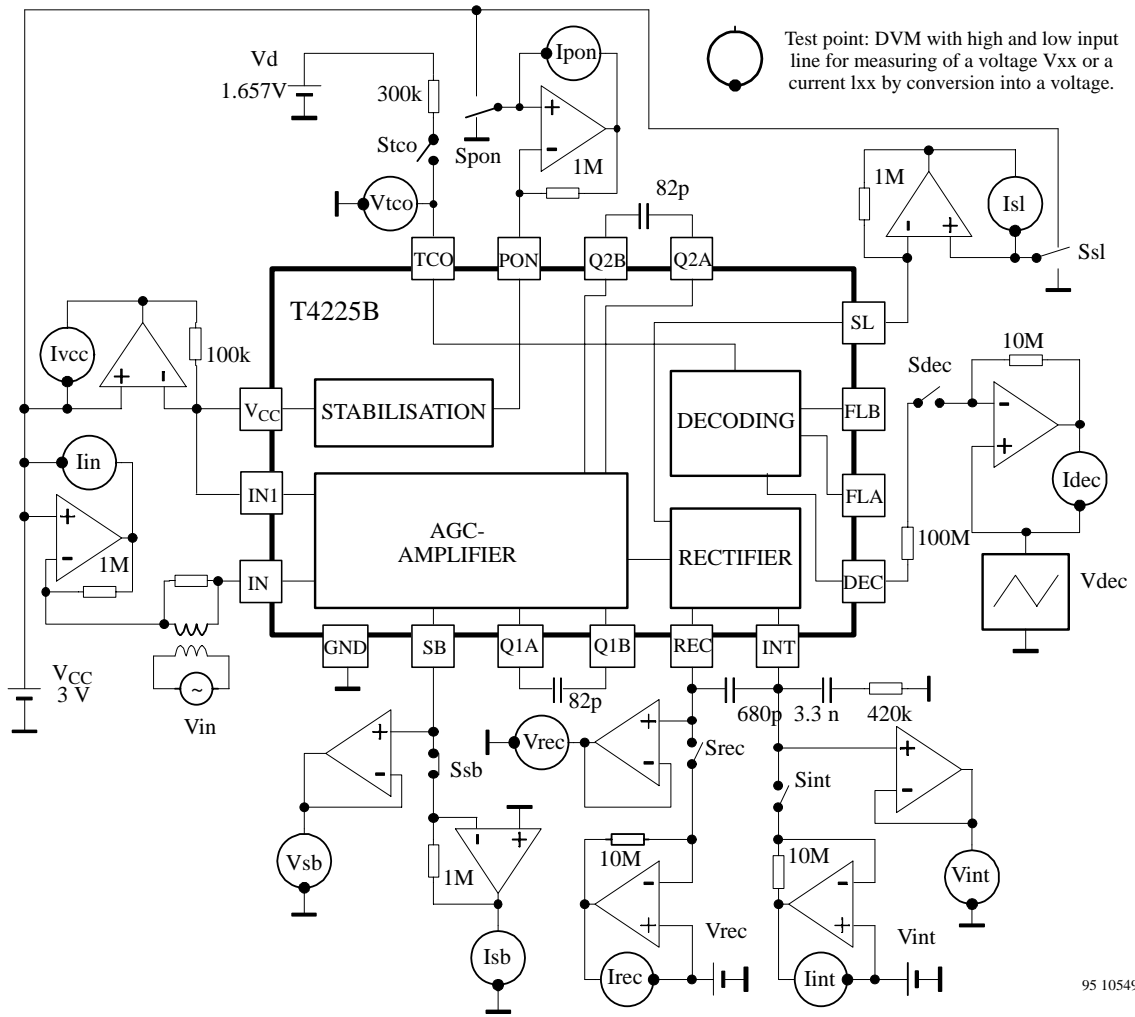 Vd
1.657V
300k
Stco
Vtco
Spon
Ipon
+
-
1M
82p
Test point: DVM with high and low input
line for measuring of a voltage Vxx or a
current Ixx by conversion into a voltage.
1M
-
+
Isl
Ssl
TCO
PON
Q2B
Q2A
T4225B
SL
Ivcc
+
-
100k
VCC
STABILISATION
DECODING
FLB
FLA
Sdec
10M
-
+
Idec
Iin
+
-
1M
IN1
IN
AGC-
AMPLIFIER
RECTIFIER
DEC
100M
Vdec
GND
SB
Q1A
Q1B
REC
INT
VCC
3 V
~
Vin
82p
680p
3.3 n
420k
+
-
Ssb
Vsb
-
+
1M
Isb
Vrec
+
-
Srec
10M
-
+
Vrec
Irec
Sint
10M
-
+
Vint
Iint
+
-
Vint
95 10549